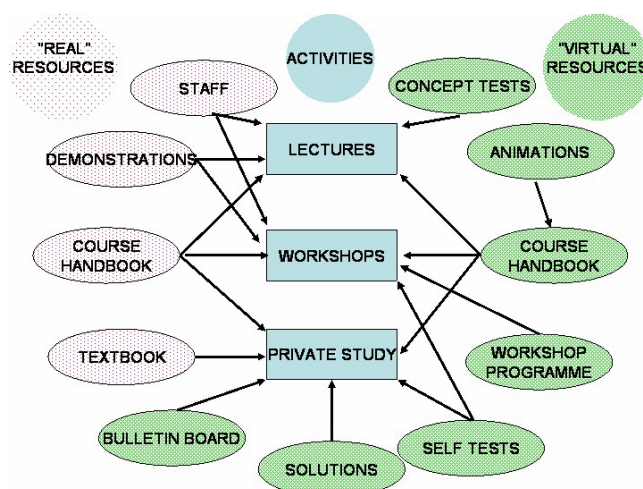 "REAL"
RESOURCES
ACTIVITIES
"VIRTUAL"
RESOURCES
STAFF
CONCEPT TESTS
LECTURES
DEMONSTRATIONS
ANIMATIONS
COURSE
HANDBOOK
WORKSHOPS
COURSE
HANDBOOK
TEXTBOOK
PRIVATE STUDY
WORKSHOP
PROGRAMME
BULLETIN BOARD
SOLUTIONS
SELF TESTS